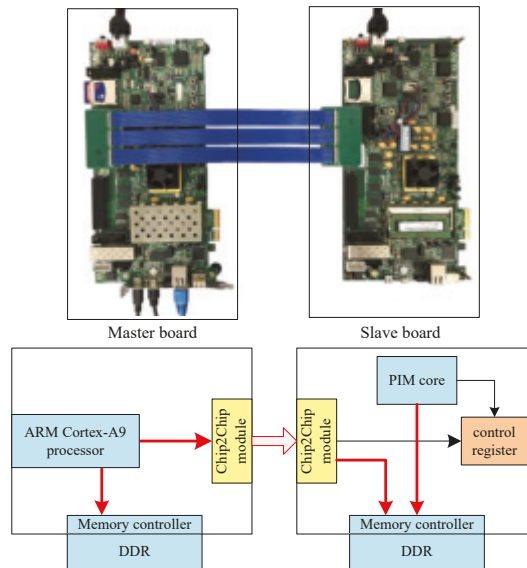 Master board
Slave board
ARM Cortex-A9
processor
Chip2Chip
module
Memory controller
DDR
Chip2Chip
module
PIM core
control
register
Memory controller
DDR